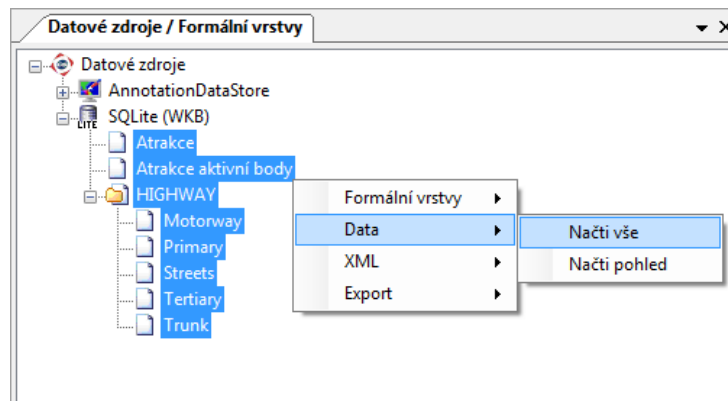 Datové zdroje / Formální vrstvy
Datové zdroje
AnnotationDataStore
LITE SQLite (WKB)
Atrakce
Atrakce aktivní body
HIGHWAY
Motorway
Primary
Streets
Tertiary
Trunk
Formální vrstvy
Data
XML
Export
Načti vše
Načti pohled